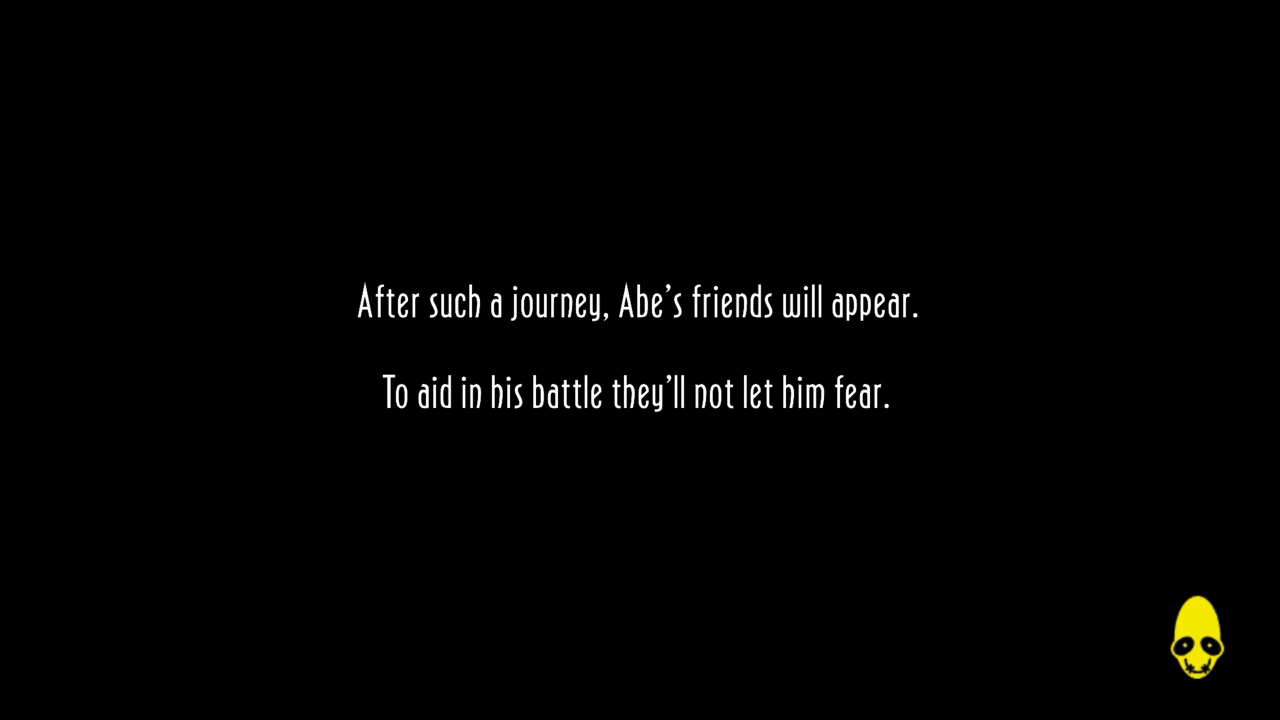 After such a journey, Abe’s friends will appear.
To aid in his battle they’ll not let him fear.